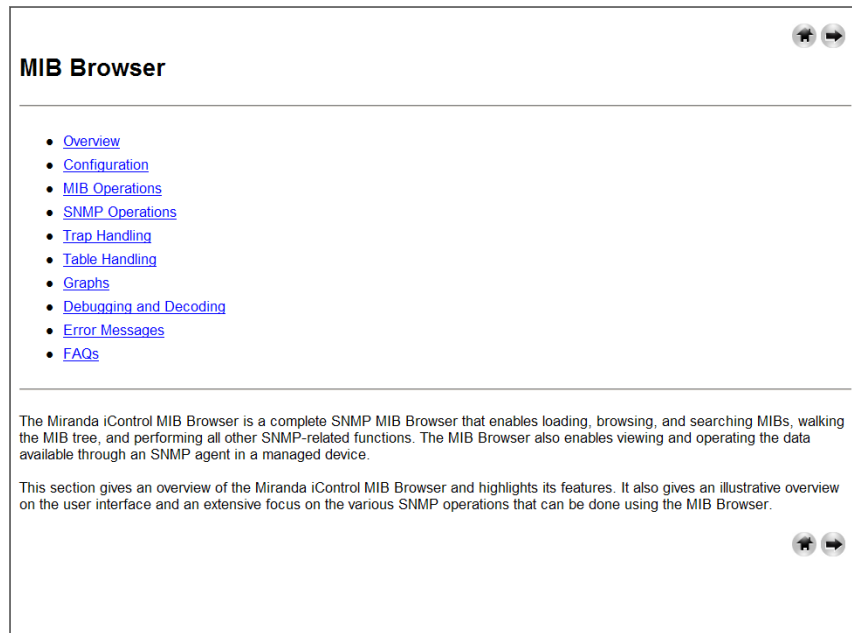 MIB Browser
Overview
Configuration
MIB Operations
SNMP Operations
Trap Handling
Table Handling
Graphs
Debugging and Decoding
Error Messages
FAQs
The Miranda iControl MIB Browser is a complete SNMP MIB Browser that enables loading, browsing, and searching MIBs, walking
the MIB tree, and performing all other SNMP-related functions. The MIB Browser also enables viewing and operating the data
available through an SNMP agent in a managed device.
This section gives an overview of the Miranda iControl MIB Browser and highlights its features. It also gives an illustrative overview
on the user interface and an extensive focus on the various SNMP operations that can be done using the MIB Browser.